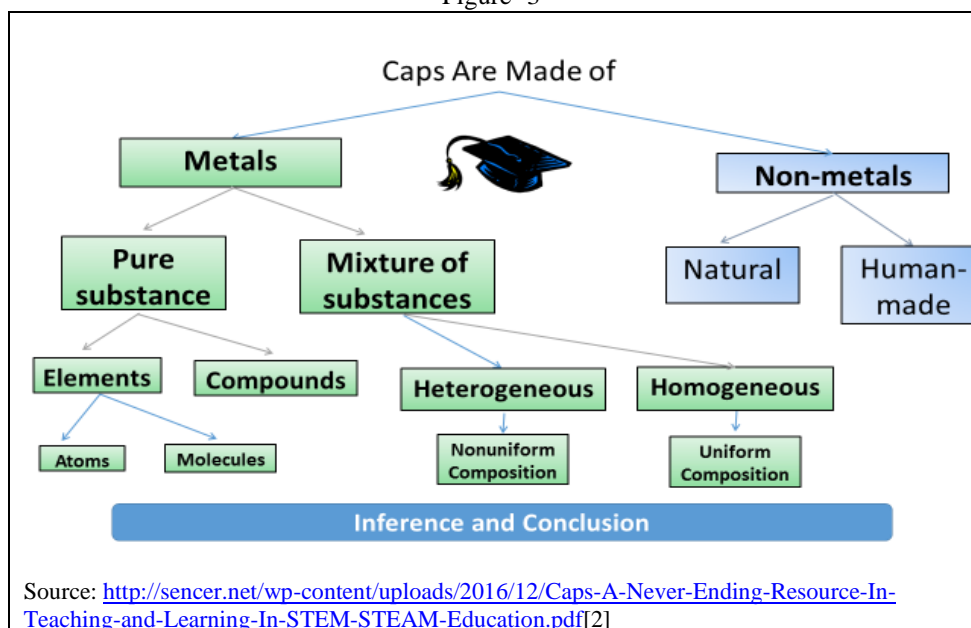 Caps Are Made of
Metals
Non-metals
Pure
substance
Mixture of
substances
Natural
Human-
made
Elements
Compounds
Heterogeneous
Homogeneous
Atoms
Molecules
Nonuniform
Composition
Uniform
Composition
Inference and Conclusion
Source: http://sencer.net/wp-content/uploads/2016/12/Caps-A-Never-Ending-Resource-In-
Teaching-and-Learning-In-STEM-STEAM-Education.pdf[2]